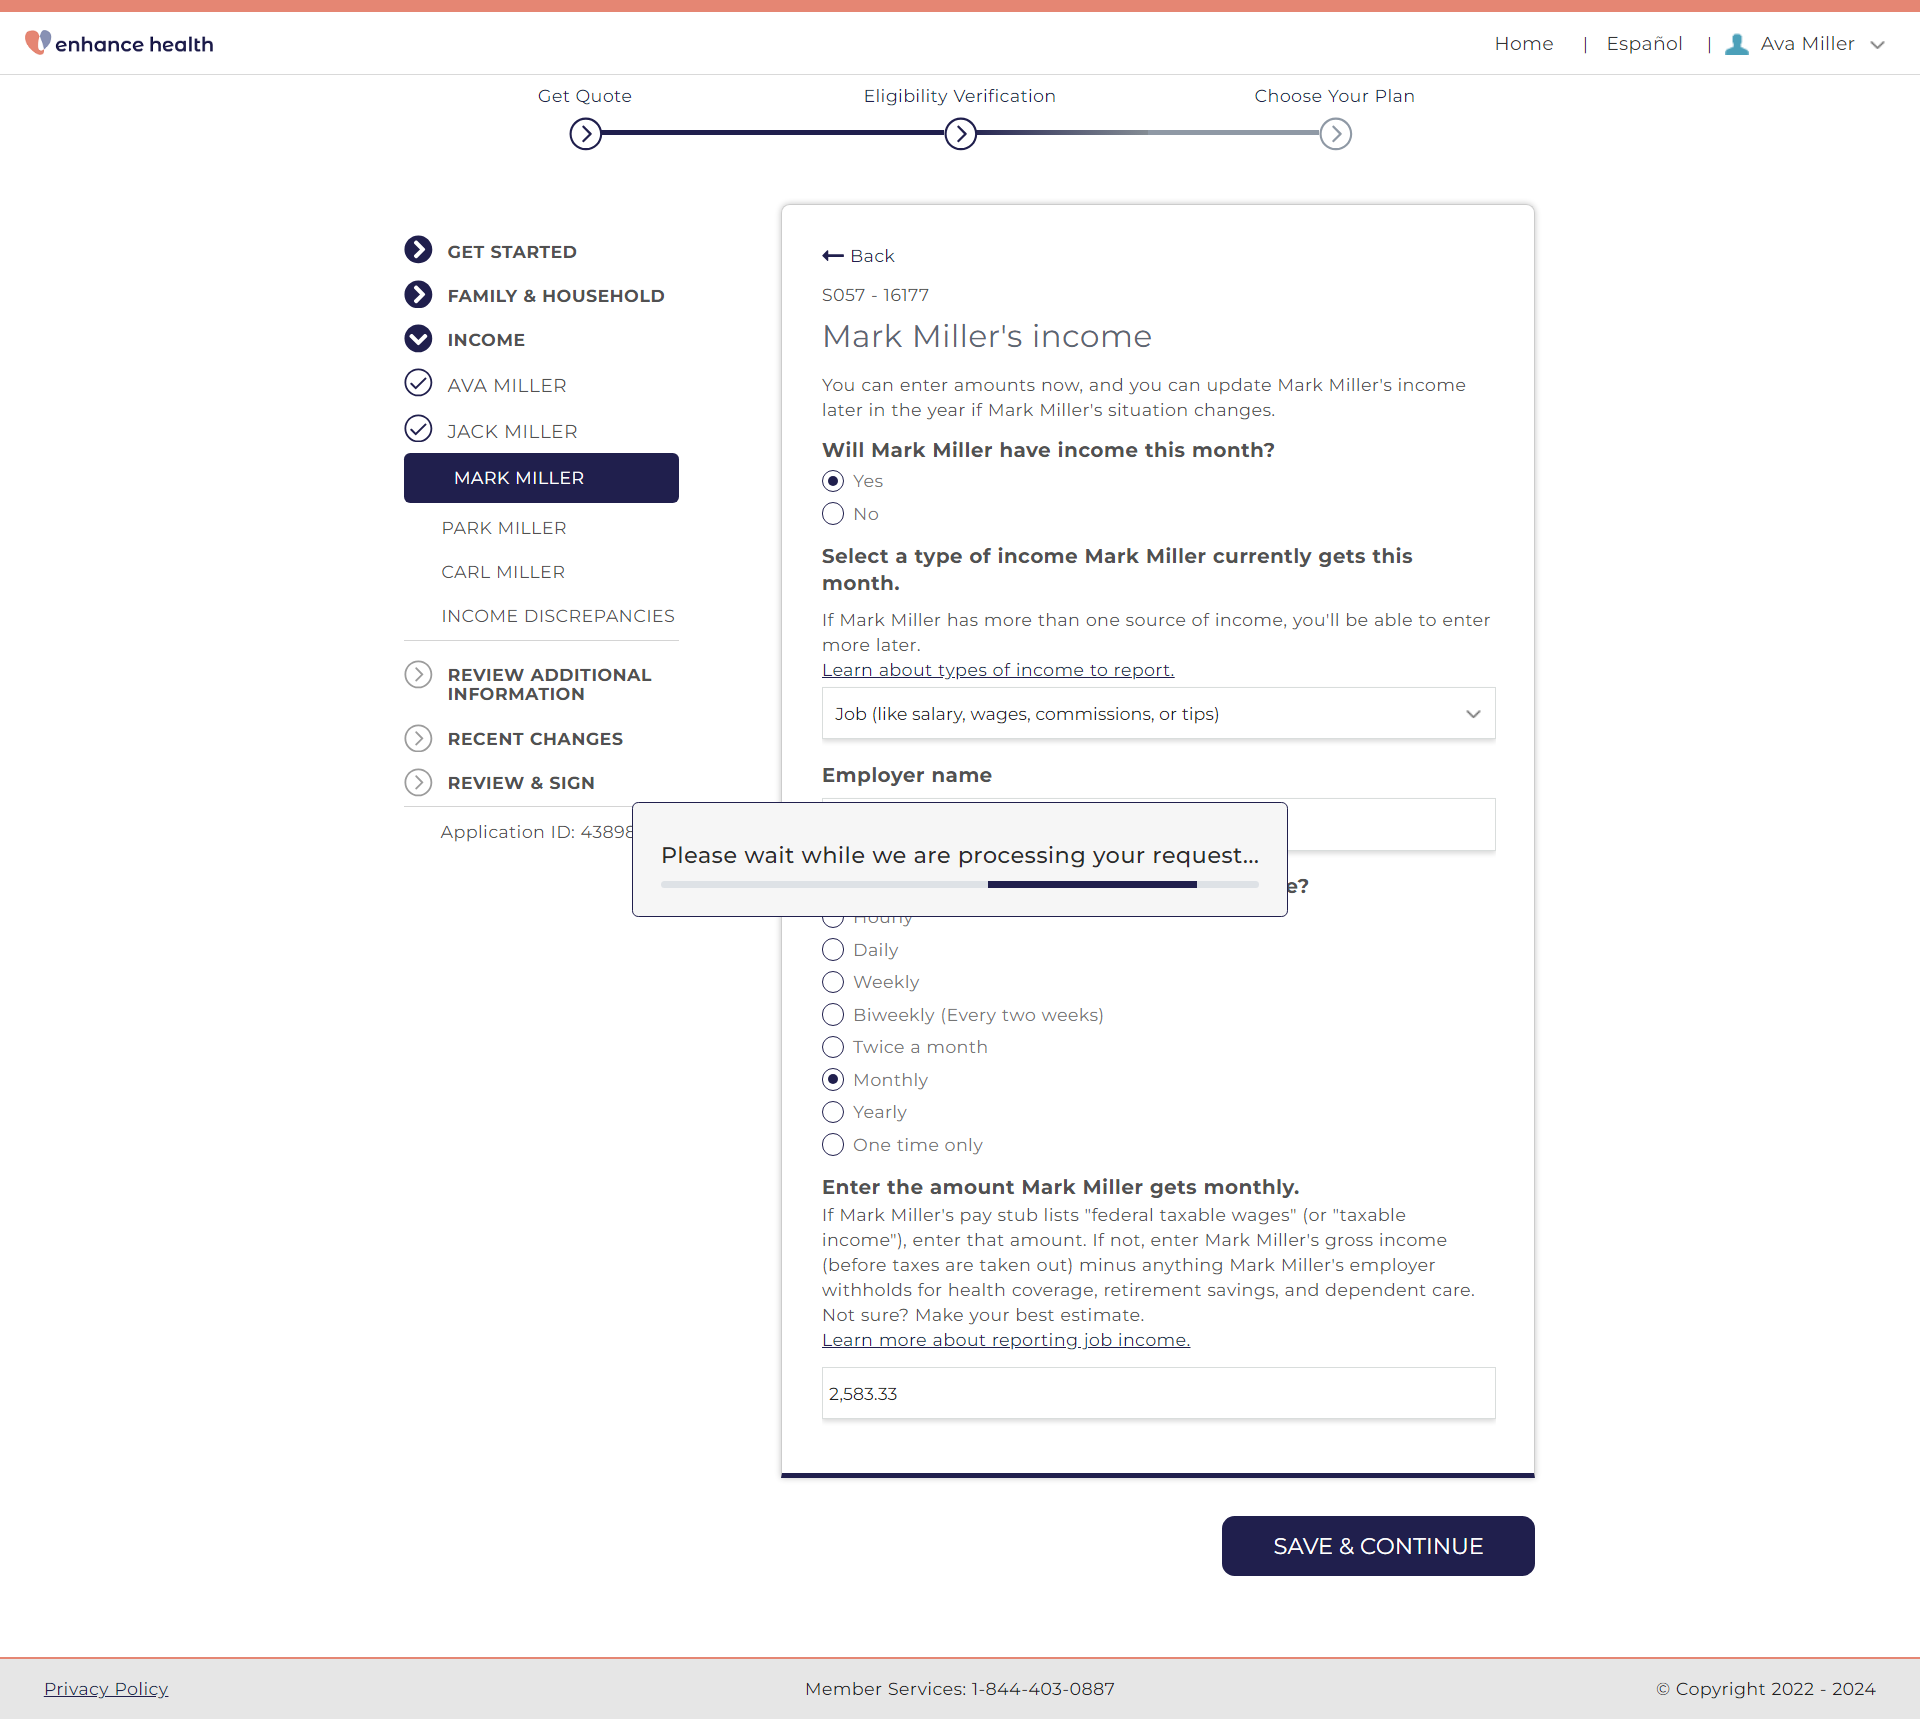 enhance health
Home | Español | Ava Miller
Get Quote
Eligibility Verification
Choose Your Plan
GET STARTED
FAMILY & HOUSEHOLD
INCOME
AVA MILLER
JACK MILLER
MARK MILLER
PARK MILLER
CARL MILLER
INCOME DISCREPANCIES
REVIEW ADDITIONAL
INFORMATION
RECENT CHANGES
REVIEW & SIGN
Application ID: 43898
Back
S057 - 16177
Mark Miller's income
You can enter amounts now, and you can update Mark Miller's income
later in the year if Mark Miller's situation changes.
Will Mark Miller have income this month?
Yes
No
Select a type of income Mark Miller currently gets this
month.
If Mark Miller has more than one source of income, you'll be able to enter
more later.
Learn about types of income to report.
Job (like salary, wages, commissions, or tips)
Employer name
Please wait while we are processing your request...
e?
Hourly
Daily
Weekly
Biweekly (Every two weeks)
Twice a month
Monthly
Yearly
One time only
Enter the amount Mark Miller gets monthly.
If Mark Miller's pay stub lists "federal taxable wages" (or "taxable
income"), enter that amount. If not, enter Mark Miller's gross income
(before taxes are taken out) minus anything Mark Miller's employer
withholds for health coverage, retirement savings, and dependent care.
Not sure? Make your best estimate.
Learn more about reporting job income.
2,583.33
SAVE & CONTINUE
Privacy Policy
Member Services: 1-844-403-0887
© Copyright 2022 - 2024